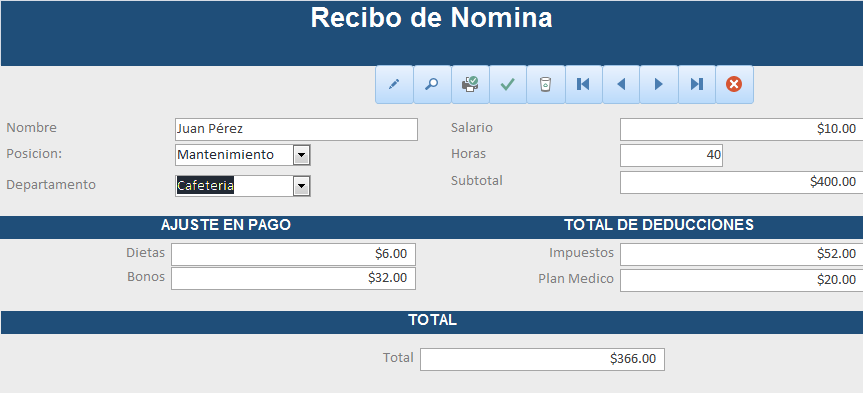 Recibo de Nomina
Nombre Juan Pérez
Salario $10.00
Posicion: Mantenimiento
Horas 40
Departamento Cafeteria
Subtotal $400.00
AJUSTE EN PAGO
TOTAL DE DEDUCCIONES
Dietas $6.00
Impuestos $52.00
Bonos $32.00
Plan Medico $20.00
TOTAL
Total $366.00